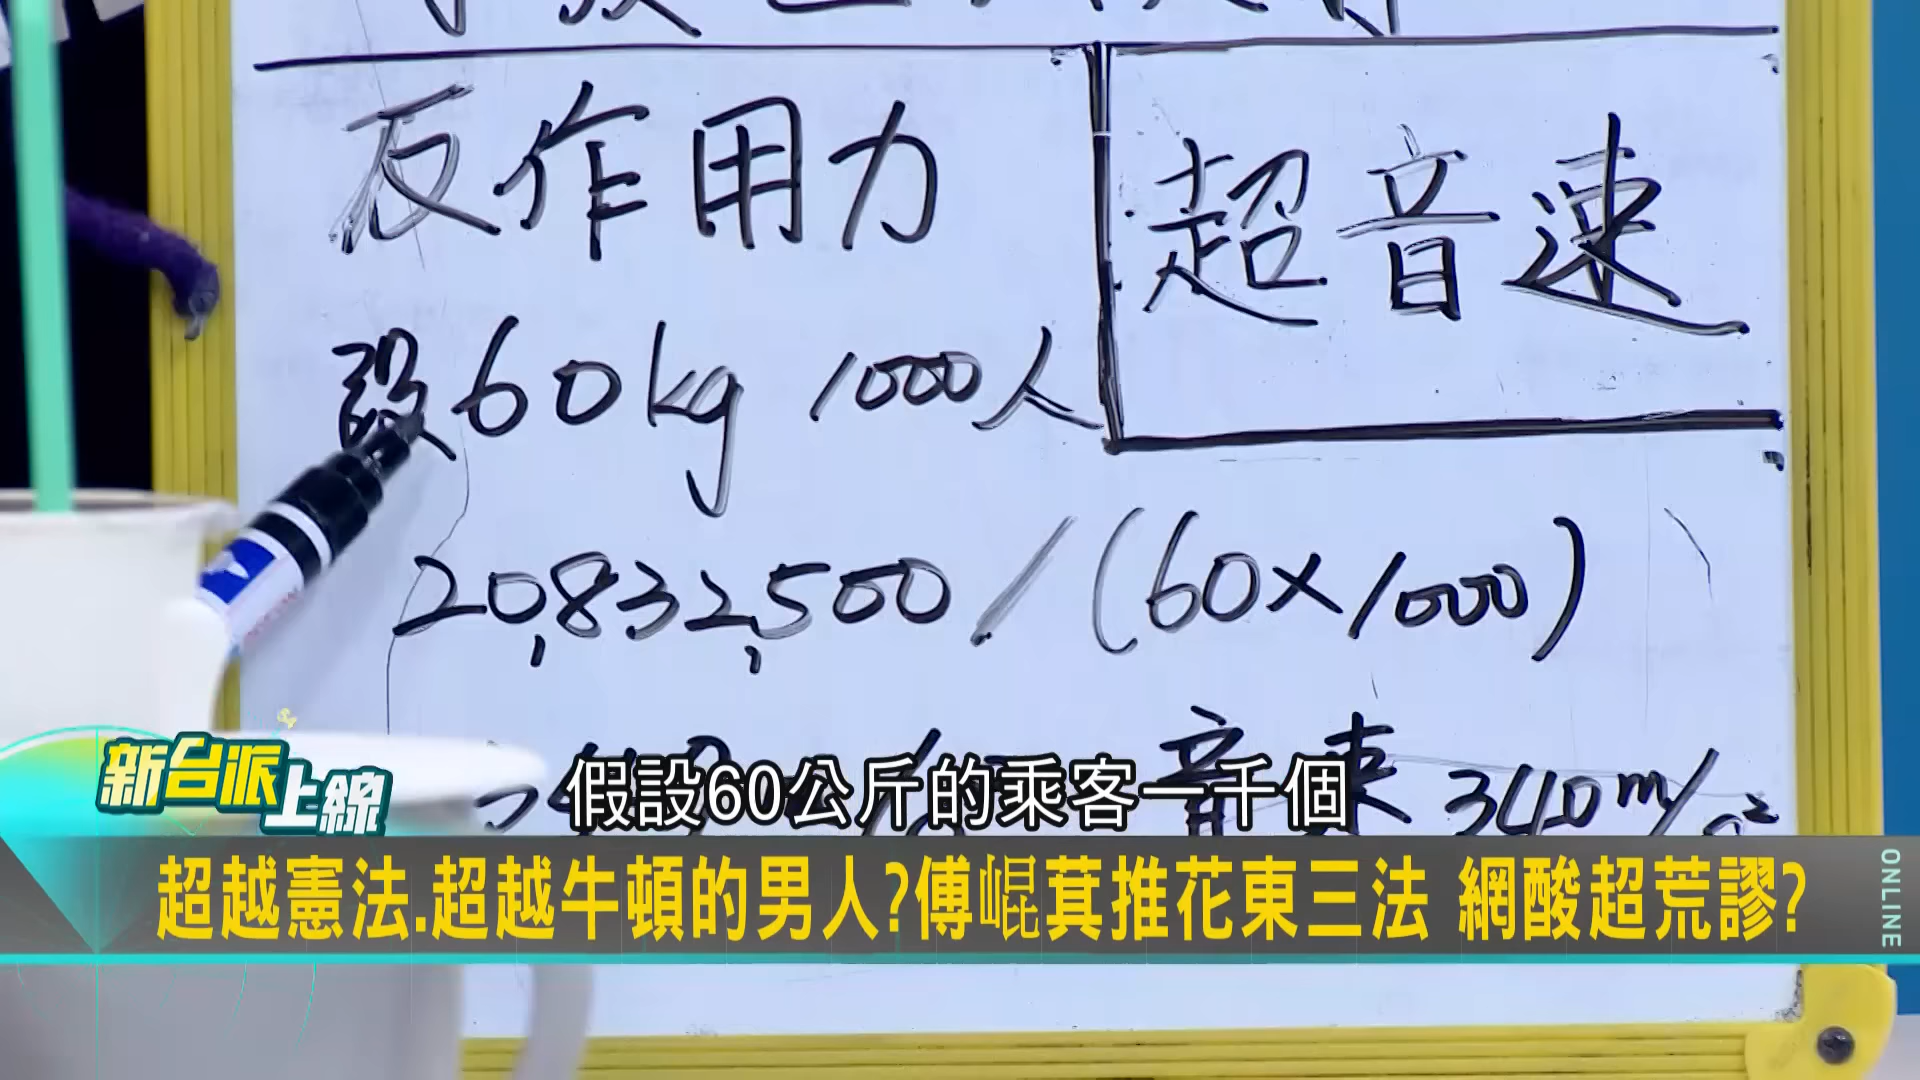 反作用力
超音速
設60kg 1000人
20,832,500/(60×1000)
音速 340m/s²
新台派上線
假設60公斤的乘客一千個
超越憲法.超越牛頓的男人?傅崐萁推花東三法 網酸超荒謬?
ONLINE